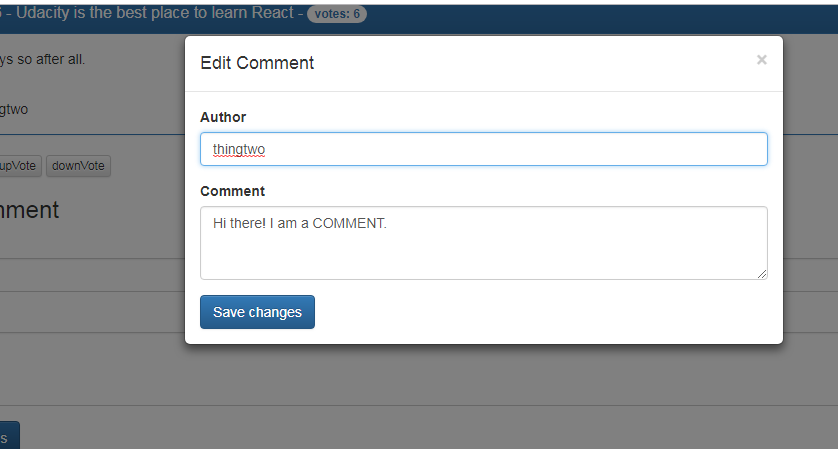 - Udacity is the best place to learn React - votes: 6
Edit Comment
×
ys so after all.
Author
gtwo
thingtwo
upVote downVote
Comment
mment
Hi there! I am a COMMENT.
Save changes
s